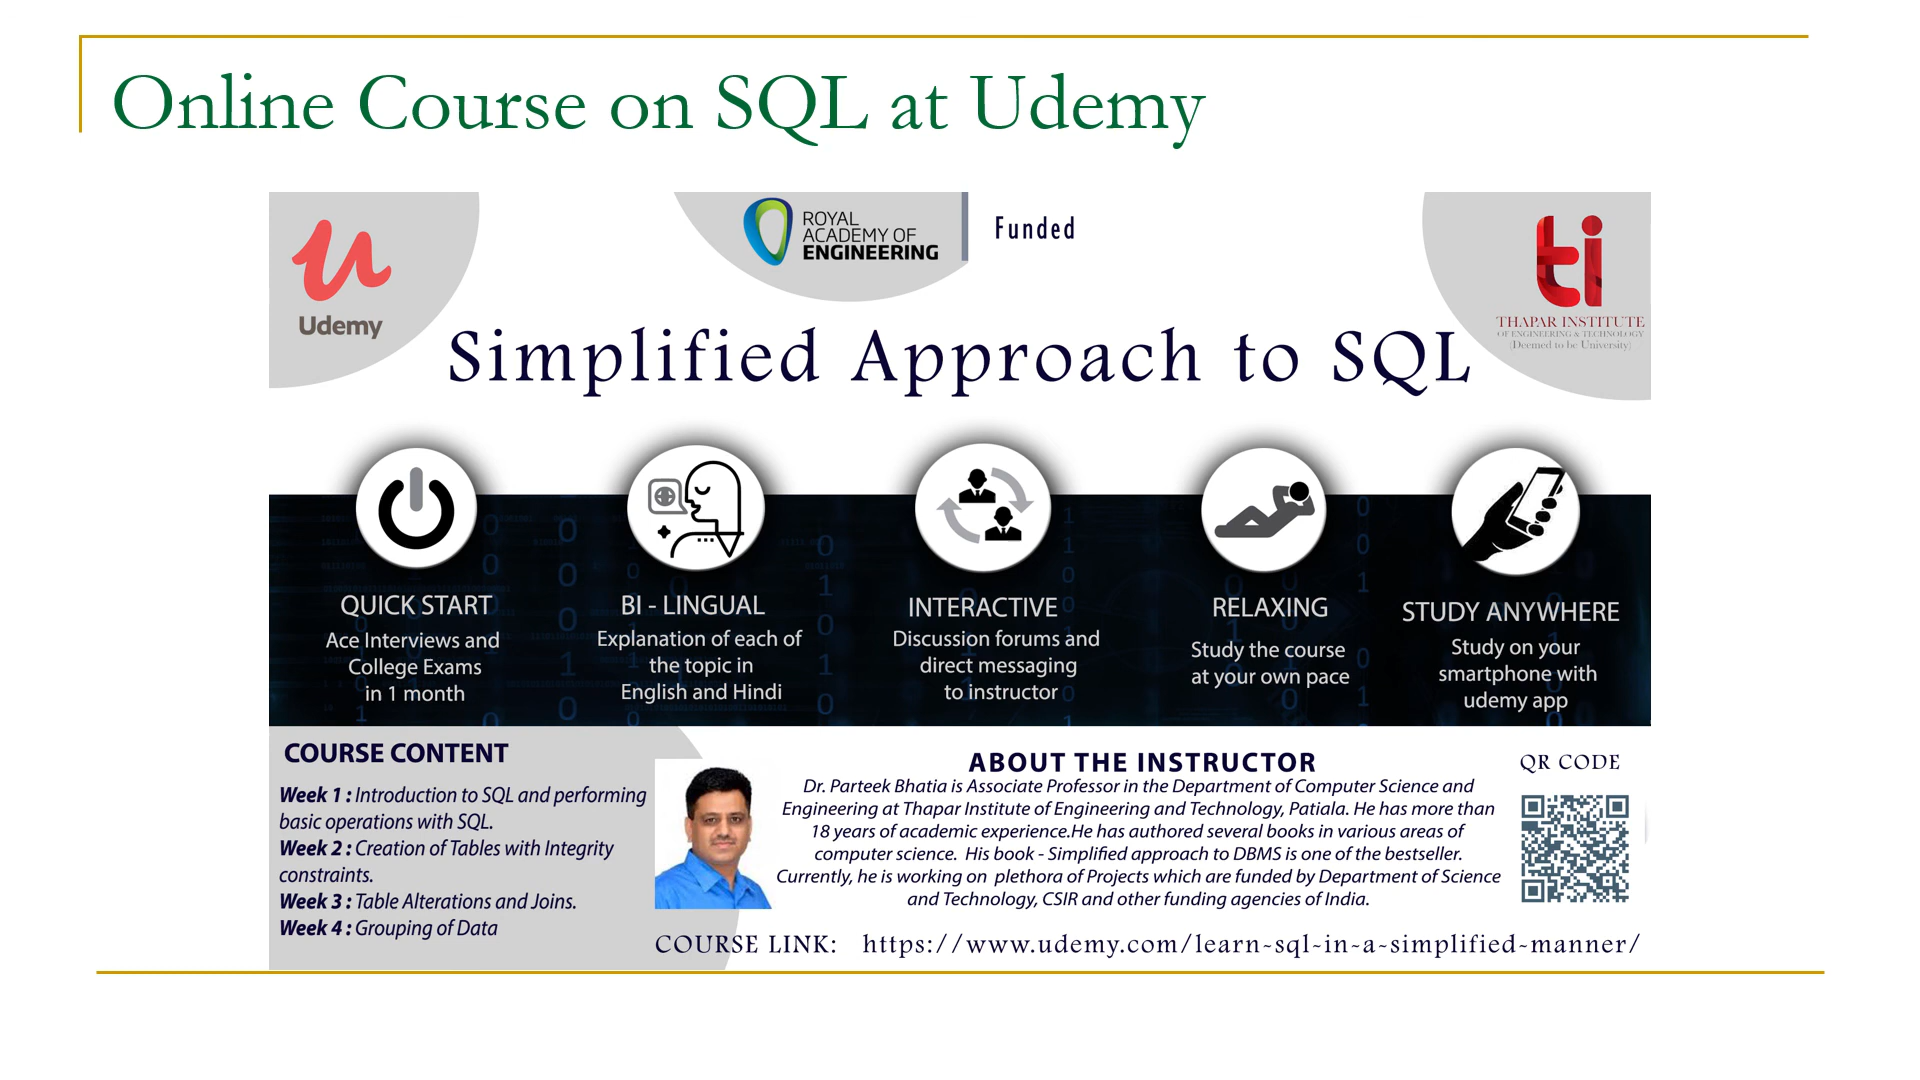 Online Course on SQL at Udemy
Udemy
ROYAL
ACADEMY OF
ENGINEERING
Funded
THAPAR INSTITUTE
OF ENGINEERING & TECHNOLOGY
(Deemed to be University)
Simplified Approach to SQL
QUICK START
Ace Interviews and
College Exams
in 1 month
BI - LINGUAL
Explanation of each of
the topic in
English and Hindi
INTERACTIVE
Discussion forums and
direct messaging
to instructor
RELAXING
Study the course
at your own pace
STUDY ANYWHERE
Study on your
smartphone with
udemy app
COURSE CONTENT
Week 1 : Introduction to SQL and performing
basic operations with SQL.
Week 2 : Creation of Tables with Integrity
constraints.
Week 3 : Table Alterations and Joins.
Week 4 : Grouping of Data
ABOUT THE INSTRUCTOR
Dr. Parteek Bhatia is Associate Professor in the Department of Computer Science and
Engineering at Thapar Institute of Engineering and Technology, Patiala. He has more than
18 years of academic experience.He has authored several books in various areas of
computer science. His book - Simplified approach to DBMS is one of the bestseller.
Currently, he is working on plethora of Projects which are funded by Department of Science
and Technology, CSIR and other funding agencies of India.
QR CODE
COURSE LINK: https://www.udemy.com/learn-sql-in-a-simplified-manner/